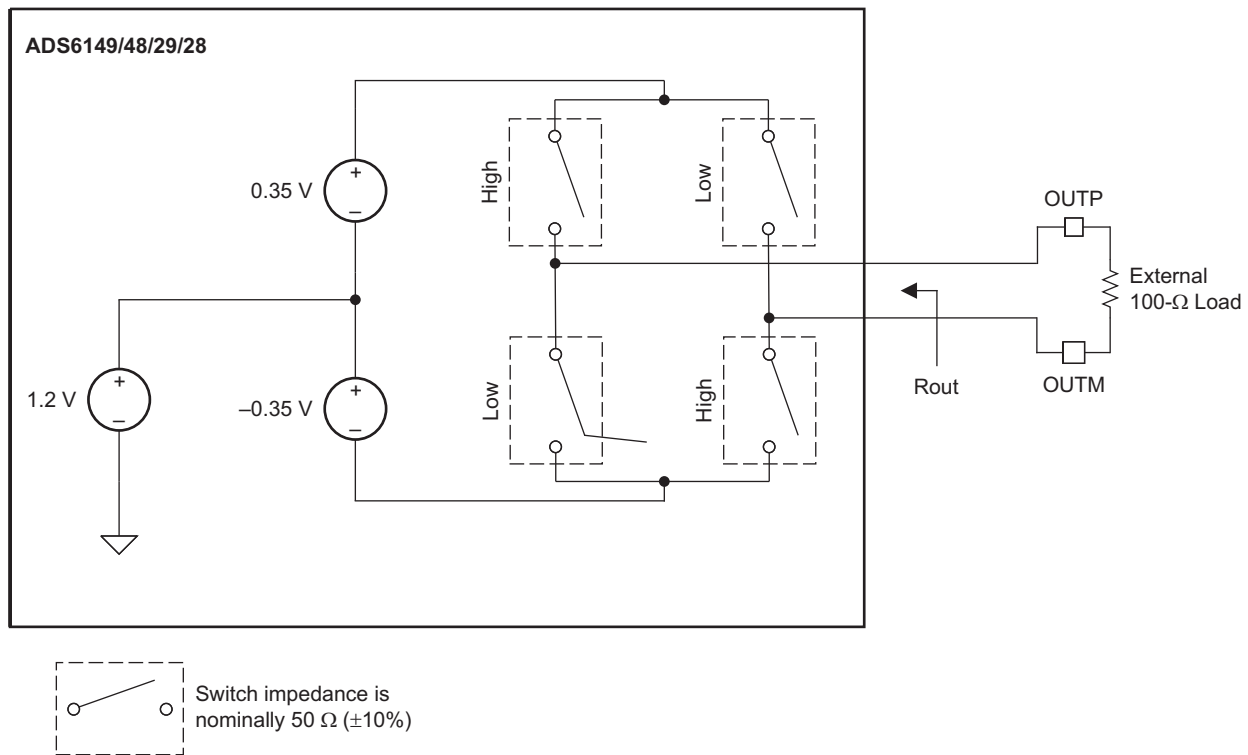 ADS6149/48/29/28
0.35 V
High
Low
OUTP
External
100-Ω Load
1.2 V
–0.35 V
Low
High
Rout
OUTM
Switch impedance is
nominally 50 Ω (±10%)